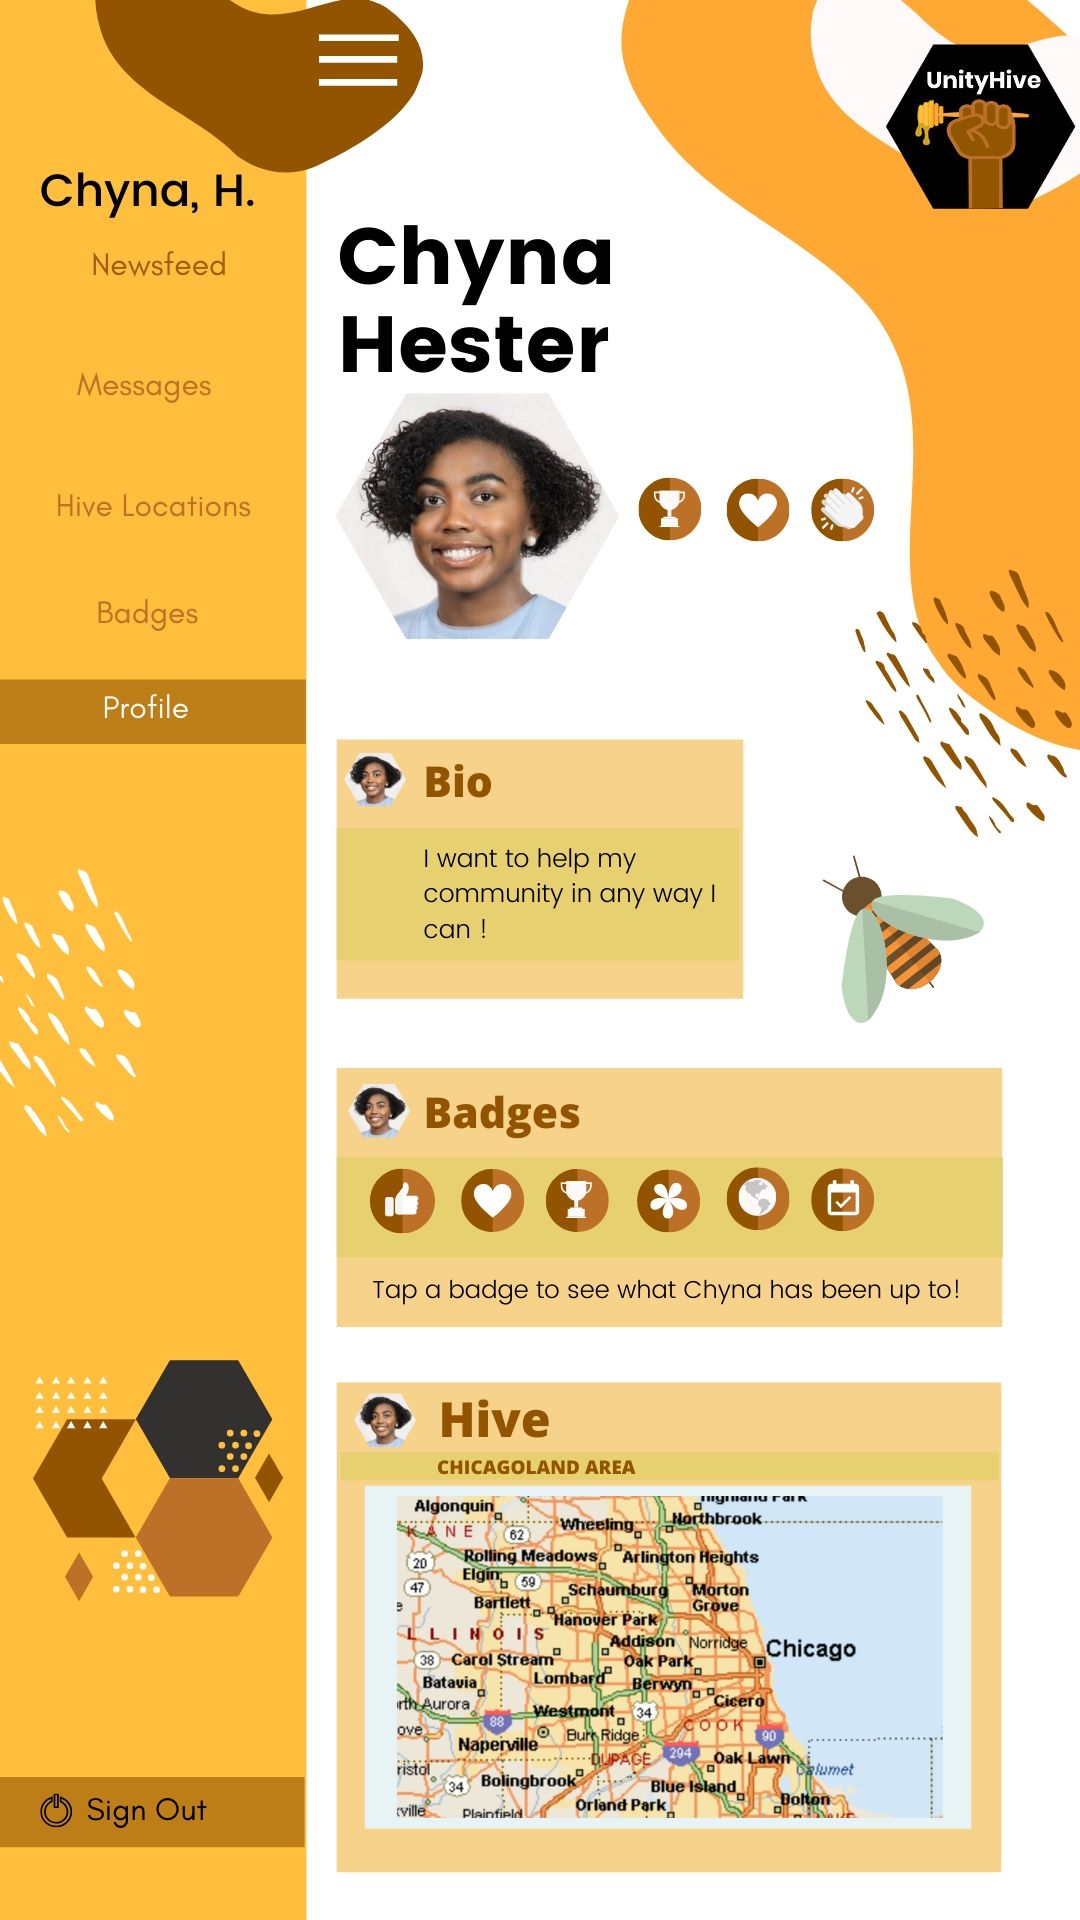 UnityHive
Chyna, H.
Newsfeed
Messages
Hive Locations
Badges
Profile
Sign Out
Chyna
Hester
Bio
I want to help my
community in any way I
can !
Badges
Tap a badge to see what Chyna has been up to!
Hive
CHICAGOLAND AREA
Highland Park
Algonquin
Northbrook
Wheeling
KANE
62
20
Rolling Meadows
Arlington Heights
Elgin
59
47
Schaumburg
Morton
Grove
Bartlett
Hanover Park
LLINOIS
Addison
Norridge
Chicago
38
Carol Stream
Oak Park
Lombard
Batavia
Berwyn
Cicero
rth Aurora
Westmont
34
88
COOK
90
ove
Burr Ridge
Naperville
DUPAGE
294
Oak Lawn
Calumet
ristol
34
Bolingbrook
Blue Island
Orland Park
Dolton
ville
Plainfield
LAKE